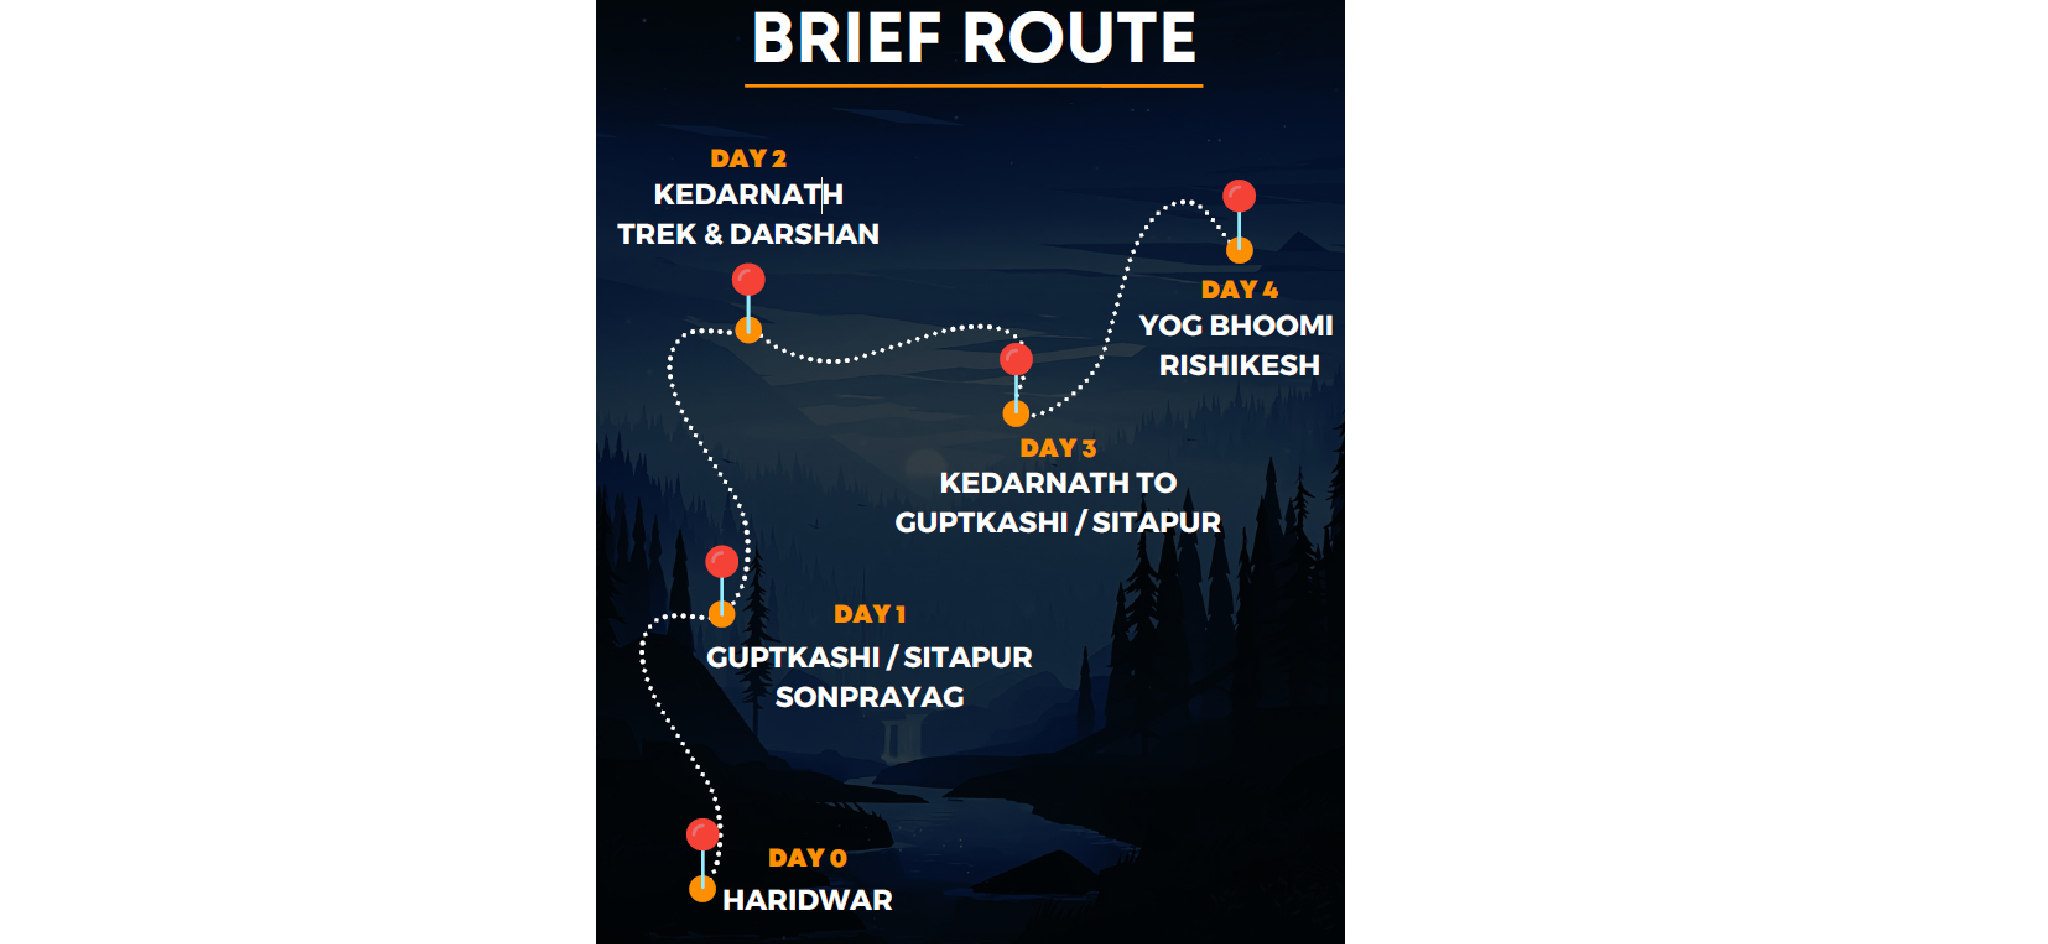 BRIEF ROUTE
DAY 2
KEDARNATH
TREK & DARSHAN
DAY 4
YOG BHOOMI
RISHIKESH
DAY 3
KEDARNATH TO
GUPTKASHI / SITAPUR
DAY 1
GUPTKASHI / SITAPUR
SONPRAYAG
DAY 0
HARIDWAR